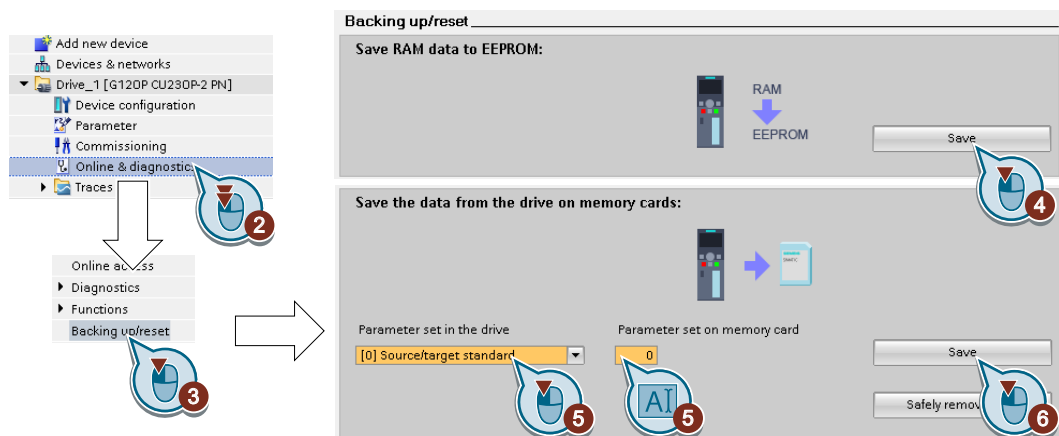 Add new device
Devices & networks
Drive_1 [G120P CU230P-2 PN]
Device configuration
Parameter
Commissioning
Online & diagnostics
Traces
2
Online access
Diagnostics
Functions
Backing up/reset
3
Backing up/reset
Save RAM data to EEPROM:
RAM
EEPROM
Save
4
Save the data from the drive on memory cards:
Parameter set in the drive
Parameter set on memory card
[0] Source/target standard
0
Save
Safely remov
AI
5
5
6